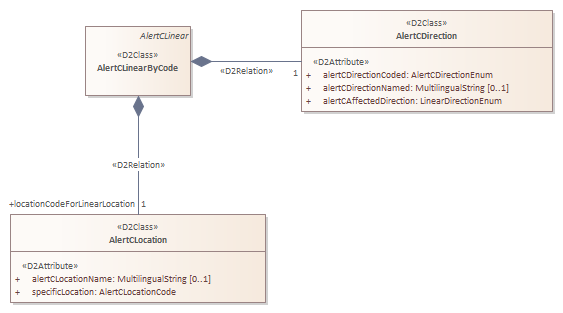 AlertCLinear
«D2Class»
AlertCLinearByCode
«D2Relation»
1
«D2Class»
AlertCDirection
«D2Attribute»
+ alertCDirectionCoded: AlertCDirectionEnum
+ alertCDirectionNamed: MultilingualString [0..1]
+ alertCAffectedDirection: LinearDirectionEnum
«D2Relation»
+locationCodeForLinearLocation 1
«D2Class»
AlertCLocation
«D2Attribute»
+ alertCLocationName: MultilingualString [0..1]
+ specificLocation: AlertCLocationCode